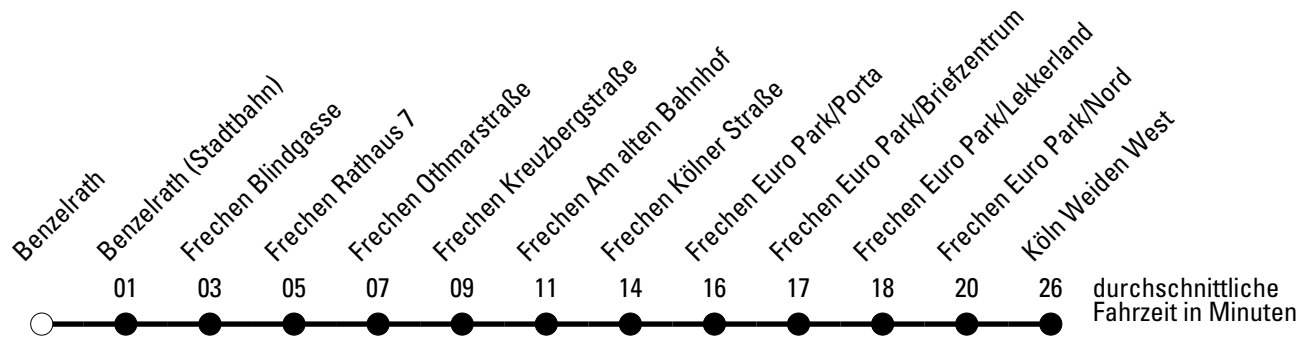 Benzelrath
Benzelrath (Stadtbahn)
Frechen Blindgasse
Frechen Rathaus 7
Frechen Othmarstraße
Frechen Kreuzbergstraße
Frechen Am alten Bahnhof
Frechen Kölner Straße
Frechen Euro Park/Porta
Frechen Euro Park/Briefzentrum
Frechen Euro Park/Lekkerland
Frechen Euro Park/Nord
Köln Weiden West
01 03 05 07 09 11 14 16 17 18 20 26
durchschnittliche
Fahrzeit in Minuten